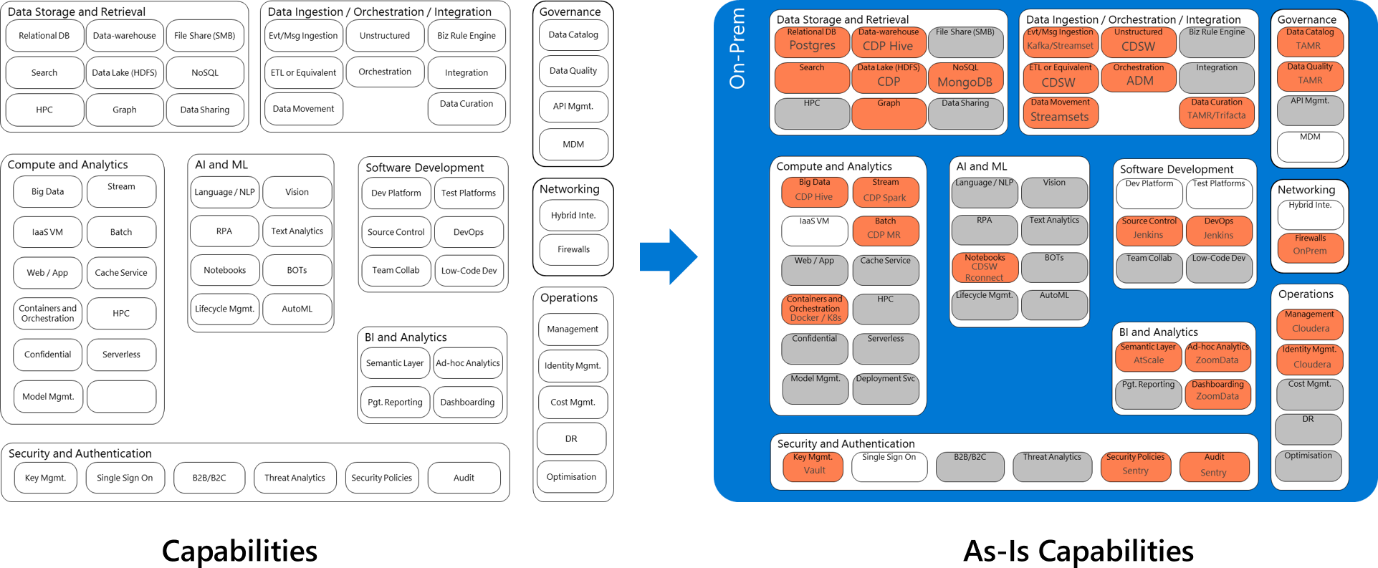 Data Storage and Retrieval
Relational DB
Data-warehouse
File Share (SMB)
Search
Data Lake (HDFS)
NoSQL
HPC
Graph
Data Sharing
Data Ingestion / Orchestration / Integration
Evt/Msg Ingestion
Unstructured
Biz Rule Engine
ETL or Equivalent
Orchestration
Integration
Data Movement
Data Curation
Governance
Data Catalog
Data Quality
API Mgmt.
MDM
Compute and Analytics
Big Data
Stream
IaaS VM
Batch
Web / App
Cache Service
Containers and
Orchestration
HPC
Confidential
Serverless
Model Mgmt.
AI and ML
Language / NLP
Vision
RPA
Text Analytics
Notebooks
BOTs
Lifecycle Mgmt.
AutoML
Software Development
Dev Platform
Test Platforms
Source Control
DevOps
Team Collab
Low-Code Dev
BI and Analytics
Semantic Layer
Ad-hoc Analytics
Pgt. Reporting
Dashboarding
Networking
Hybrid Inte.
Firewalls
Operations
Management
Identity Mgmt.
Cost Mgmt.
DR
Optimisation
Security and Authentication
Key Mgmt.
Single Sign On
B2B/B2C
Threat Analytics
Security Policies
Audit
Capabilities
On-Prem
Data Storage and Retrieval
Relational DB
Postgres
Data-warehouse
CDP Hive
File Share (SMB)
Search
Data Lake (HDFS)
CDP
NoSQL
MongoDB
HPC
Graph
Data Sharing
Data Ingestion / Orchestration / Integration
Evt/Msg Ingestion
Kafka/Streamset
Unstructured
CDSW
Biz Rule Engine
ETL or Equivalent
CDSW
Orchestration
ADM
Integration
Data Movement
Streamsets
Data Curation
TAMR/Trifacta
Governance
Data Catalog
TAMR
Data Quality
TAMR
API Mgmt.
MDM
Compute and Analytics
Big Data
CDP Hive
Stream
CDP Spark
IaaS VM
Batch
CDP MR
Web / App
Cache Service
Containers and
Orchestration
Docker / K8s
HPC
Confidential
Serverless
Model Mgmt.
Deployment Svc
AI and ML
Language / NLP
Vision
RPA
Text Analytics
Notebooks
CDSW
Rconnect
BOTs
Lifecycle Mgmt.
AutoML
Software Development
Dev Platform
Test Platforms
Source Control
Jenkins
DevOps
Jenkins
Team Collab
Low-Code Dev
BI and Analytics
Semantic Layer
AtScale
Ad-hoc Analytics
ZoomData
Pgt. Reporting
Dashboarding
ZoomData
Networking
Hybrid Inte.
Firewalls
OnPrem
Operations
Management
Cloudera
Identity Mgmt.
Cloudera
Cost Mgmt.
DR
Optimisation
Security and Authentication
Key Mgmt.
Vault
Single Sign On
B2B/B2C
Threat Analytics
Security Policies
Sentry
Audit
Sentry
As-Is Capabilities